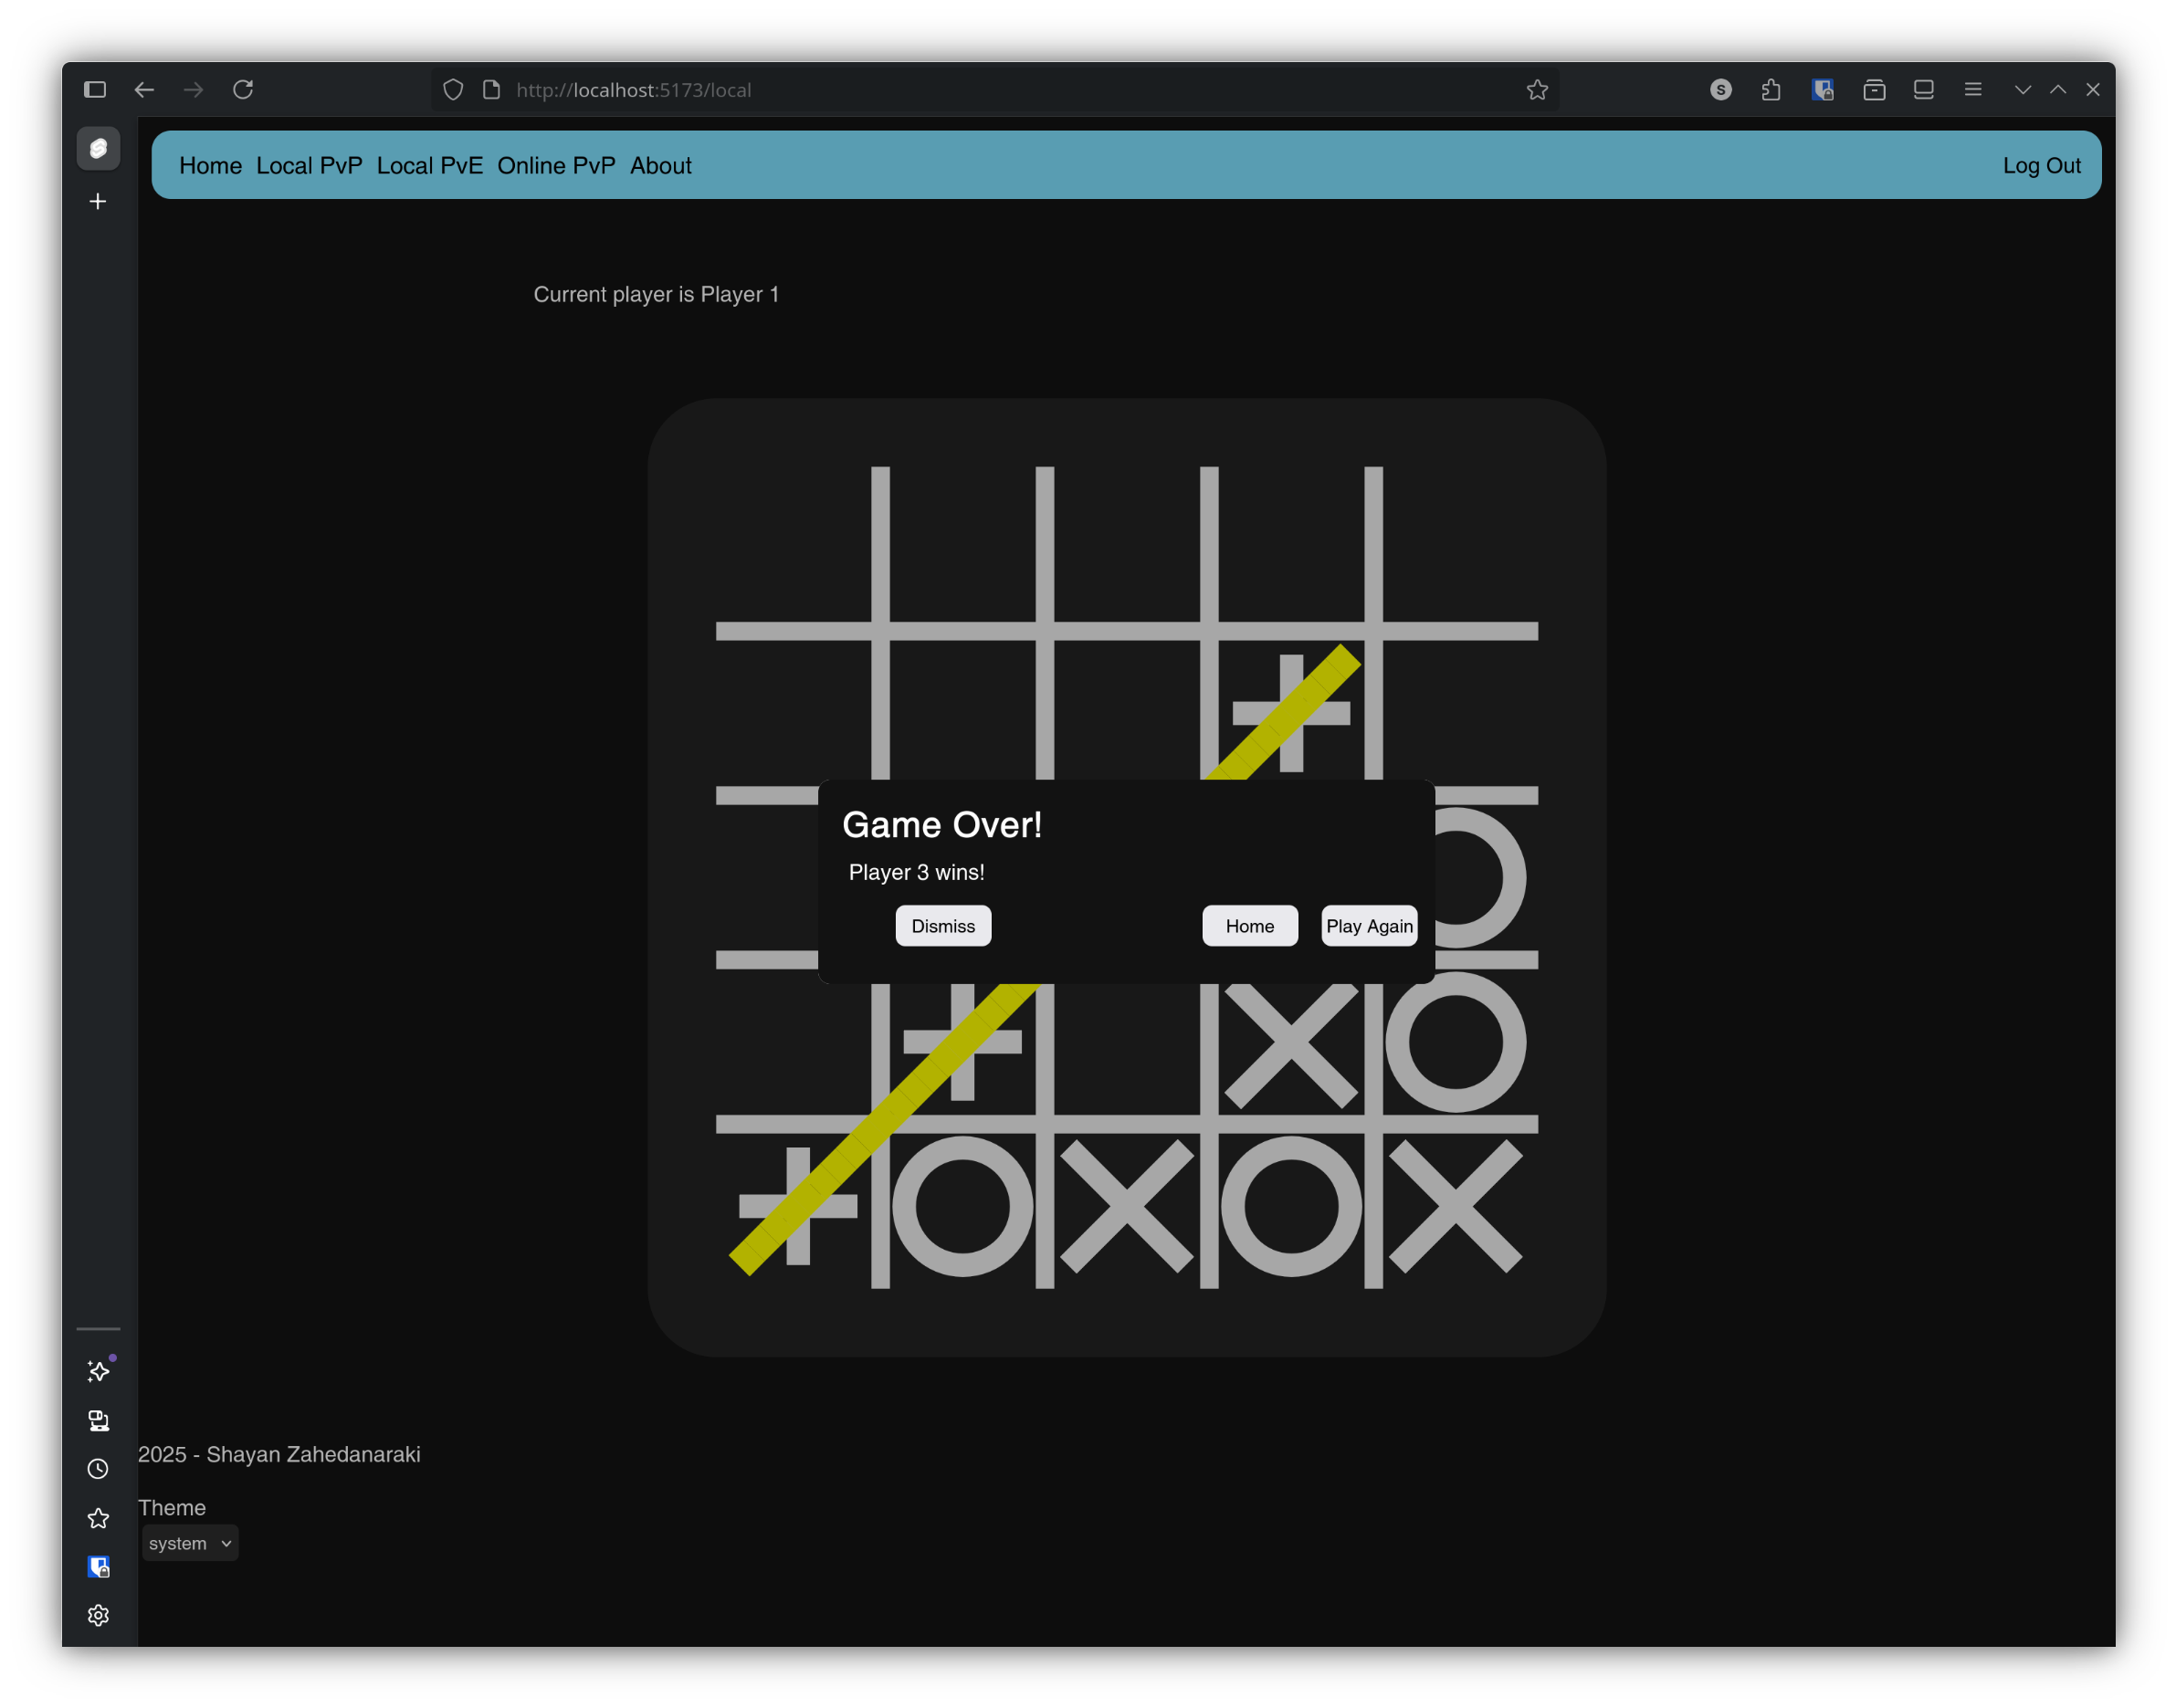 http://localhost:5173/local
S
Home Local PvP Local PvE Online PvP About Log Out
Current player is Player 1
Game Over!
Player 3 wins!
Dismiss Home Play Again
2025 - Shayan Zahedanaraki
Theme
system